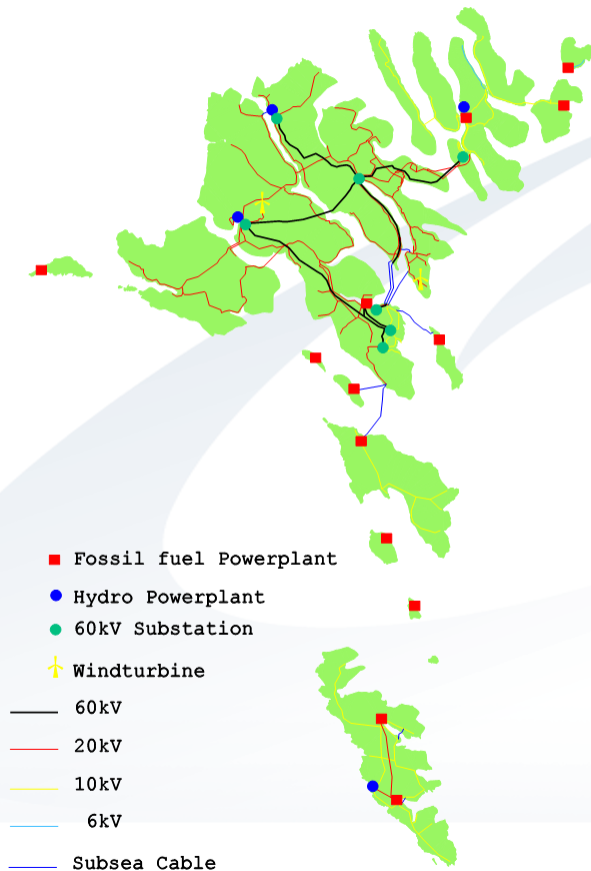 Fossil fuel Powerplant
Hydro Powerplant
60kV Substation
Windturbine
60kV
20kV
10kV
6kV
Subsea Cable